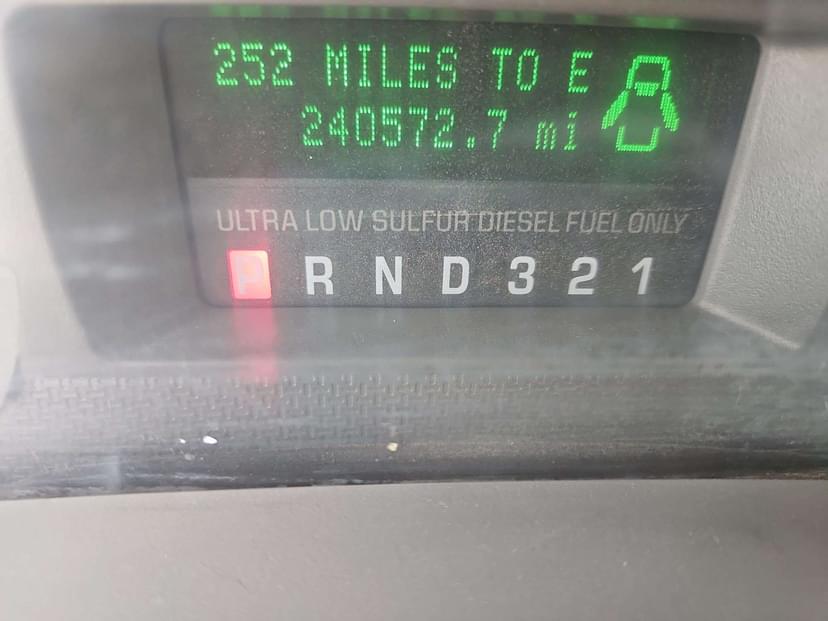 252 MILES TO E
240572.7 mi
ULTRA LOW SULFUR DIESEL FUEL ONLY
P R N D 3 2 1